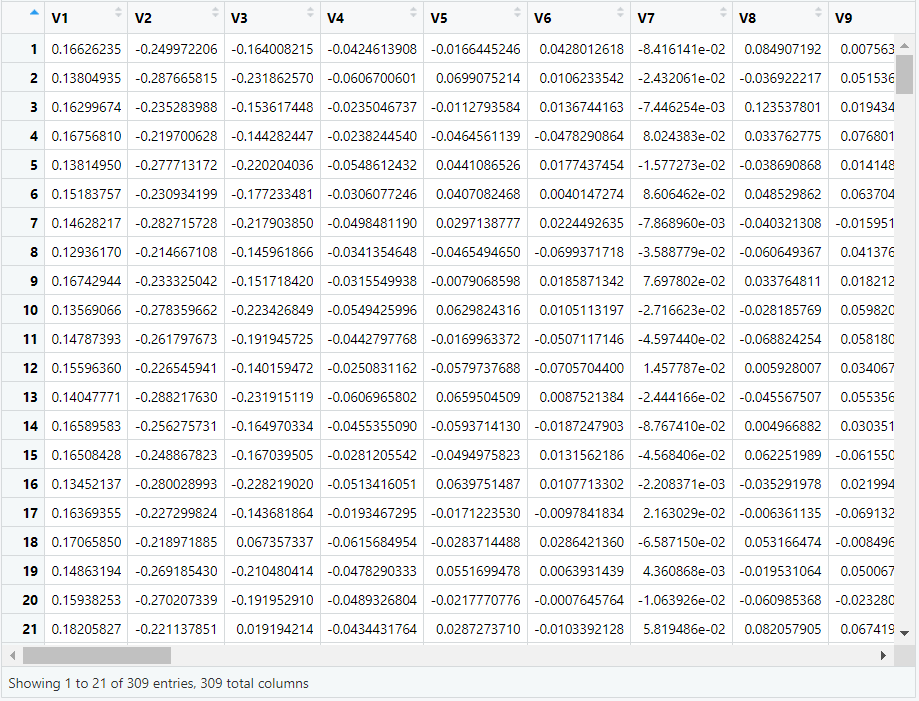 V1 V2 V3 V4 V5 V6 V7 V8 V9
1 0.16626235 -0.249972206 -0.164008215 -0.0424613908 -0.0166445246 0.0428012618 -8.416141e-02 0.084907192 0.007563
2 0.13804935 -0.287665815 -0.231862570 -0.0606700601 0.0699075214 0.0106233542 -2.432061e-02 -0.036922217 0.051536
3 0.16299674 -0.235283988 -0.153617448 -0.0235046737 -0.0112793584 0.0136744163 -7.446254e-03 0.123537801 0.019434
4 0.16756810 -0.219700628 -0.144282447 -0.0238244540 -0.0464561139 -0.0478290864 8.024383e-02 0.033762775 0.076801
5 0.13814950 -0.277713172 -0.220204036 -0.0548612432 0.0441086526 0.0177437454 -1.577273e-02 -0.038690868 0.014148
6 0.15183757 -0.230934199 -0.177233481 -0.0306077246 0.0407082468 0.0040147274 8.606462e-02 0.048529862 0.063704
7 0.14628217 -0.282715728 -0.217903850 -0.0498481190 0.0297138777 0.0224492635 -7.868960e-03 -0.040321308 -0.015951
8 0.12936170 -0.214667108 -0.145961866 -0.0341354648 -0.0465494650 -0.0699371718 -3.588779e-02 -0.060649367 0.041376
9 0.16742944 -0.233325042 -0.151718420 -0.0315549938 -0.0079068598 0.0185871342 7.697802e-02 0.033764811 0.018212
10 0.13569066 -0.278359662 -0.223426849 -0.0549425996 0.0629824316 0.0105113197 -2.716623e-02 -0.028185769 0.059820
11 0.14787393 -0.261797673 -0.191945725 -0.0442797768 -0.0169963372 -0.0507117146 -4.597440e-02 -0.068824254 0.058180
12 0.15596360 -0.226545941 -0.140159472 -0.0250831162 -0.0579737688 -0.0705704400 1.457787e-02 0.005928007 0.034067
13 0.14047771 -0.288217630 -0.231915119 -0.0606965802 0.0659504509 0.0087521384 -2.444166e-02 -0.045567507 0.055356
14 0.16589583 -0.256275731 -0.164970334 -0.0455355090 -0.0593714130 -0.0187247903 -8.767410e-02 0.004966882 0.030351
15 0.16508428 -0.248867823 -0.167039505 -0.0281205542 -0.0494975823 0.0131562186 -4.568406e-02 0.062251989 -0.061550
16 0.13452137 -0.280028993 -0.228219020 -0.0513416051 0.0639751487 0.0107713302 -2.208371e-03 -0.035291978 0.021994
17 0.16369355 -0.227299824 -0.143681864 -0.0193467295 -0.0171223530 -0.0097841834 2.163029e-02 -0.006361135 -0.069132
18 0.17065850 -0.218971885 0.067357337 -0.0615684954 -0.0283714488 0.0286421360 -6.587150e-02 0.053166474 -0.008496
19 0.14863194 -0.269185430 -0.210480414 -0.0478290333 0.0551699478 0.0063931439 4.360868e-03 -0.019531064 0.050067
20 0.15938253 -0.270207339 -0.191952910 -0.0489326804 -0.0217770776 -0.0007645764 -1.063926e-02 -0.060985368 -0.023280
21 0.18205827 -0.221137851 0.019194214 -0.0434431764 0.0287273710 -0.0103392128 5.819486e-02 0.082057905 0.067419
Showing 1 to 21 of 309 entries, 309 total columns